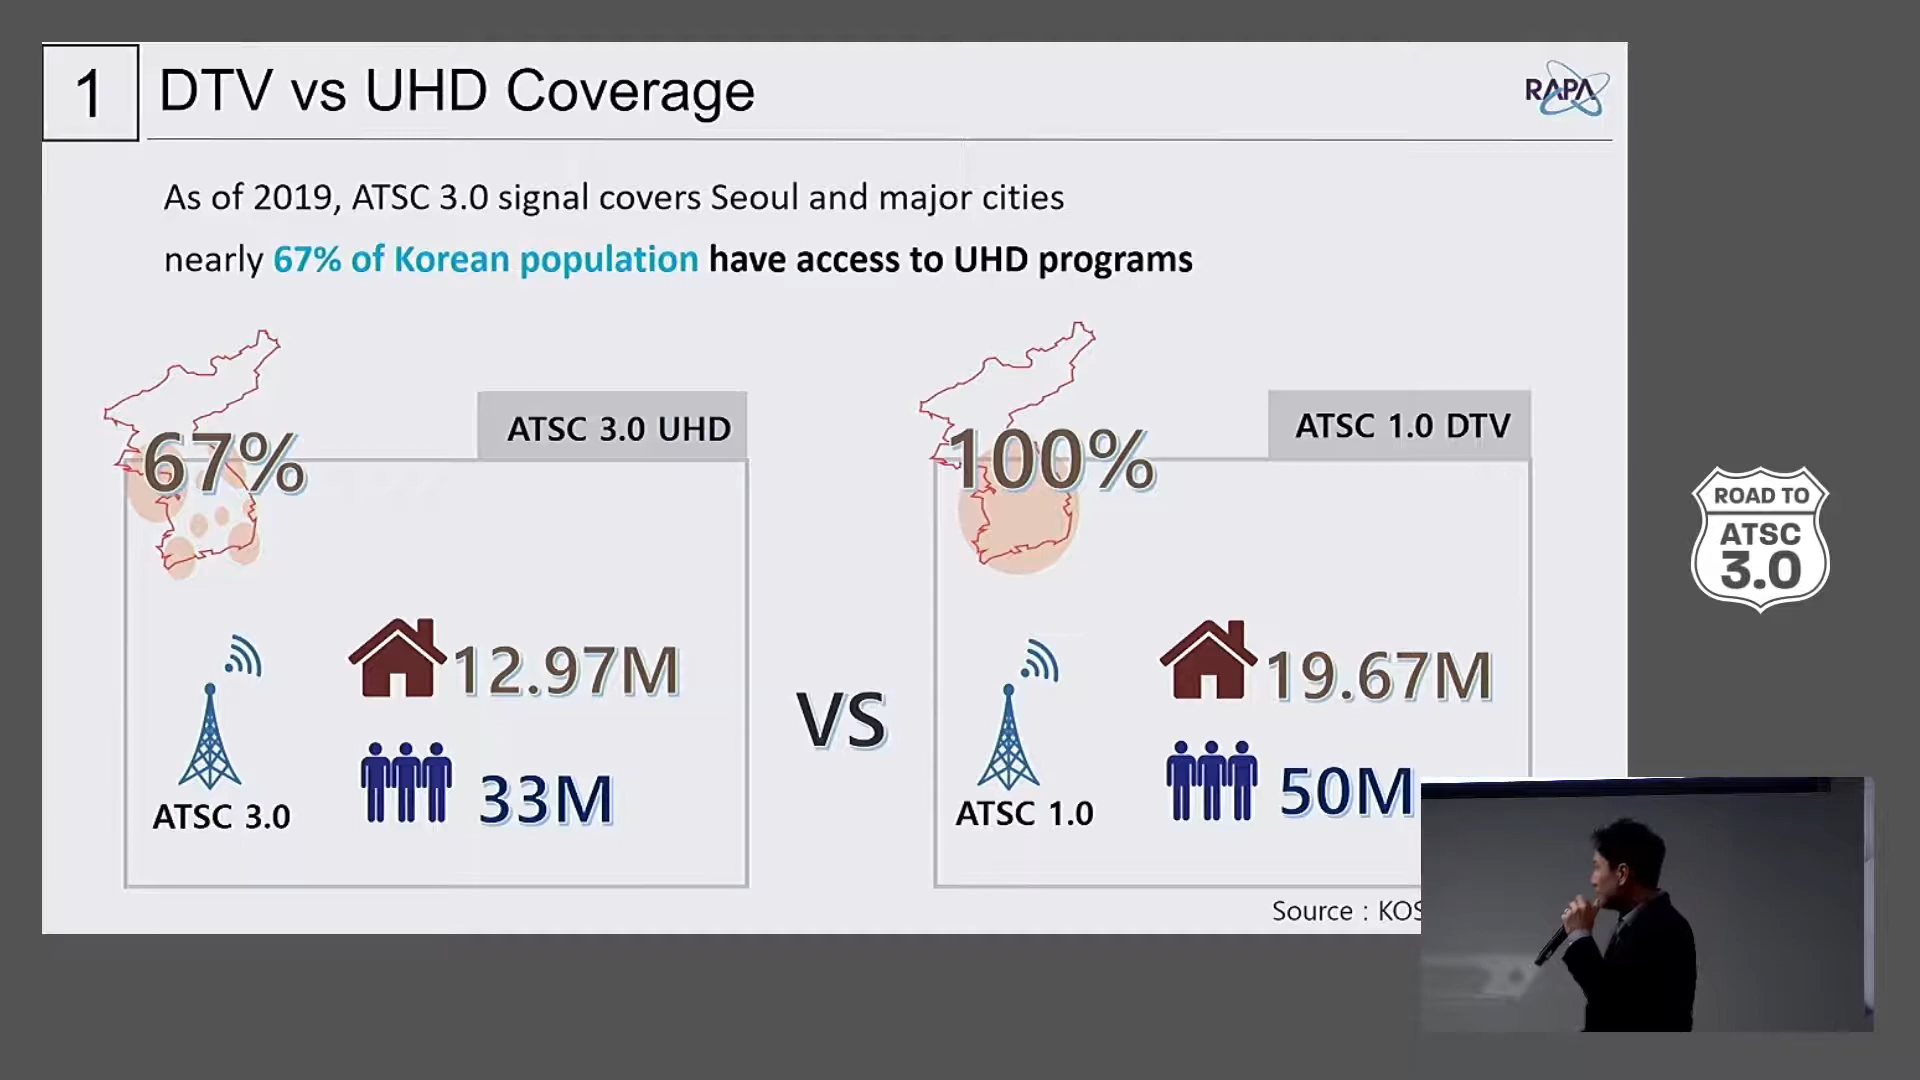 1
DTV vs UHD Coverage
RAPA
As of 2019, ATSC 3.0 signal covers Seoul and major cities
nearly 67% of Korean population have access to UHD programs
67%
ATSC 3.0 UHD
12.97M
33M
ATSC 3.0
VS
100%
ATSC 1.0 DTV
19.67M
50M
ATSC 1.0
Source : KOS
ROAD TO
ATSC
3.0